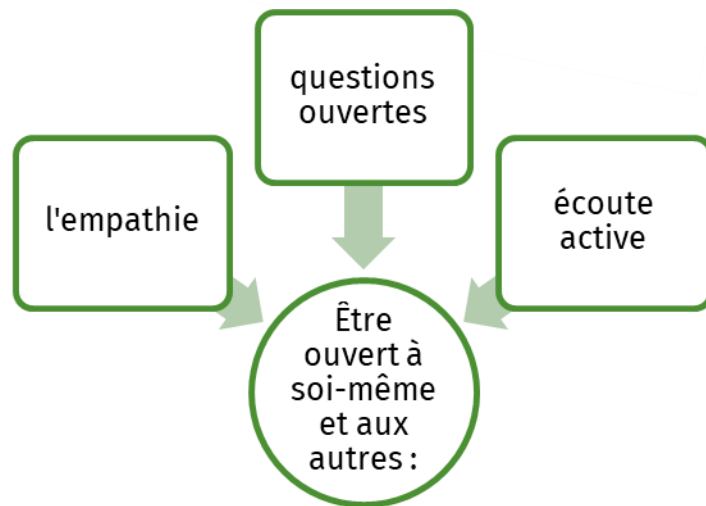 questions
ouvertes
l'empathie
écoute
active
Être
ouvert à
soi-même
et aux
autres :